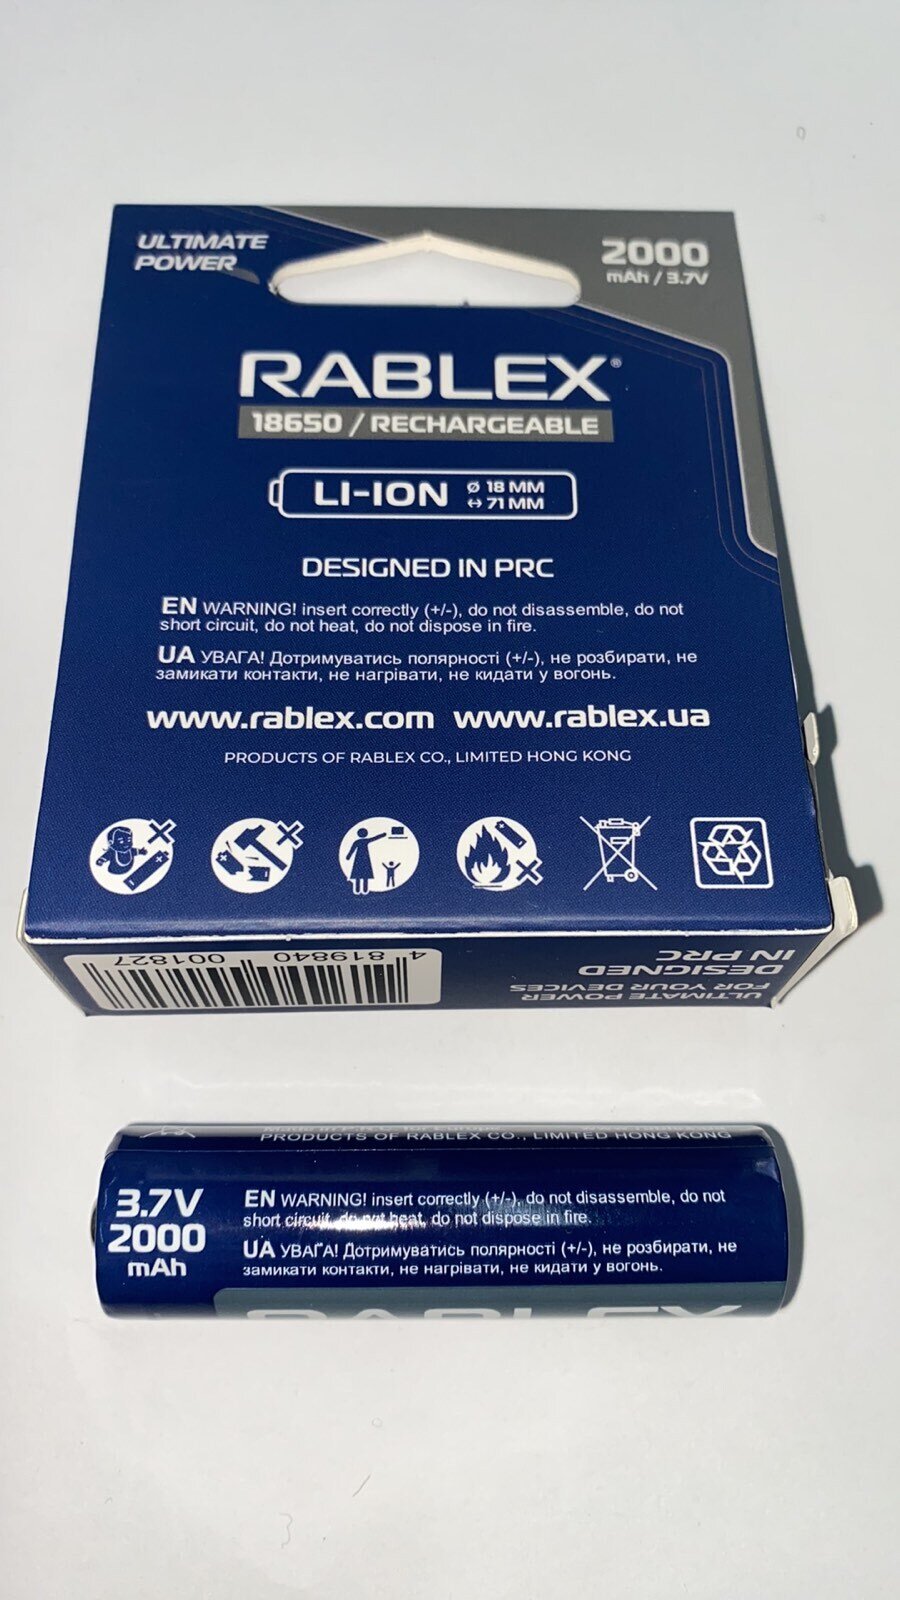 ULTIMATE
POWER
2000
mAh / 3.7V
RABLEX®
18650 / RECHARGEABLE
LI-ION
Ø 18 MM
↔ 71 MM
DESIGNED IN PRC
EN WARNING! insert correctly (+/-), do not disassemble, do not
short circuit, do not heat, do not dispose in fire.
UA УВАГА! Дотримуватись полярності (+/-), не розбирати, не
замикати контакти, не нагрівати, не кидати у вогонь.
www.rablex.com www.rablex.ua
PRODUCTS OF RABLEX CO., LIMITED HONG KONG
4 819840 001827
ULTIMATE POWER
FOR YOUR DEVICES
DESIGNED
IN PRC
PRODUCTS OF RABLEX CO., LIMITED HONG KONG
3.7V
2000
mAh
EN WARNING! insert correctly (+/-), do not disassemble, do not
short circuit, do not heat, do not dispose in fire.
UA УВАГА! Дотримуватись полярності (+/-), не розбирати, не
замикати контакти, не нагрівати, не кидати у вогонь.
RABLEX